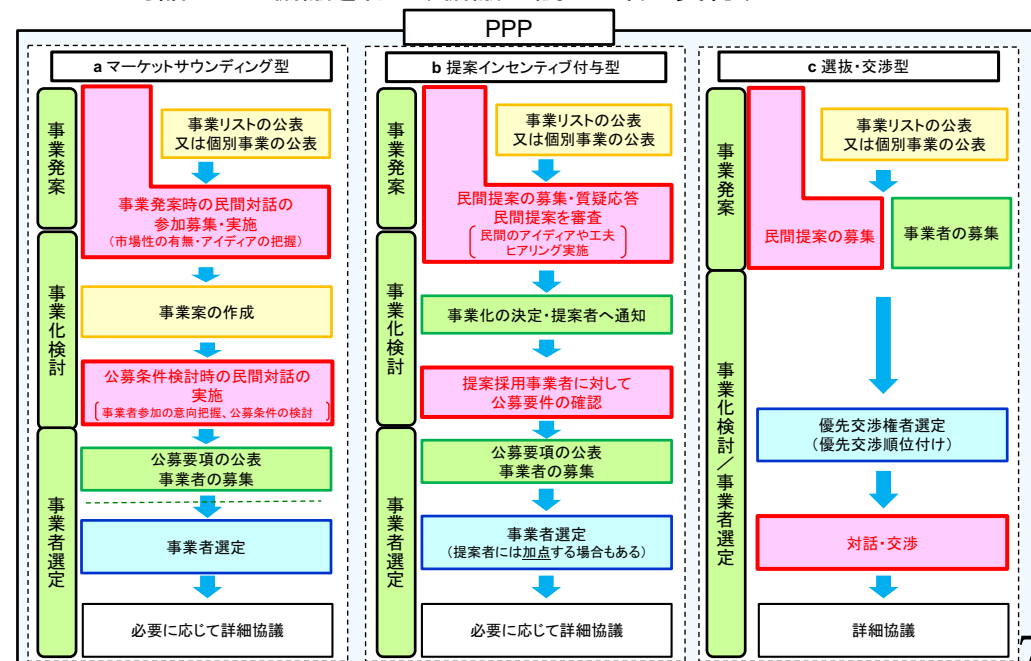 PPP
a マーケットサウンディング型
事業発案
事業リストの公表
又は個別事業の公表
事業発案時の民間対話の
参加募集・実施
（市場性の有無・アイディアの把握）
事業化検討
事業案の作成
公募条件検討時の民間対話の
実施
事業者参加の意向把握、公募条件の検討
事業者選定
公募要項の公表
事業者の募集
事業者選定
必要に応じて詳細協議
b 提案インセンティブ付与型
事業発案
事業リストの公表
又は個別事業の公表
民間提案の募集・質疑応答
民間提案を審査
民間のアイディアや工夫
ヒアリング実施
事業化検討
事業化の決定・提案者へ通知
提案採用事業者に対して
公募要件の確認
事業者選定
公募要項の公表
事業者の募集
事業者選定
（提案者には加点する場合もある）
必要に応じて詳細協議
c 選抜・交渉型
事業発案
事業リストの公表
又は個別事業の公表
民間提案の募集
事業者の募集
事業化検討／事業者選定
優先交渉権者選定
（優先交渉順位付け）
対話・交渉
詳細協議